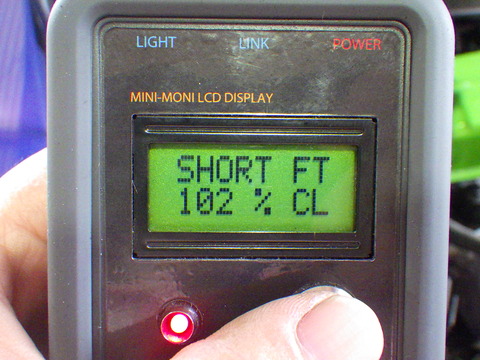 LIGHT LINK POWER
MINI-MONI LCD DISPLAY
SHORT FT
102 % CL